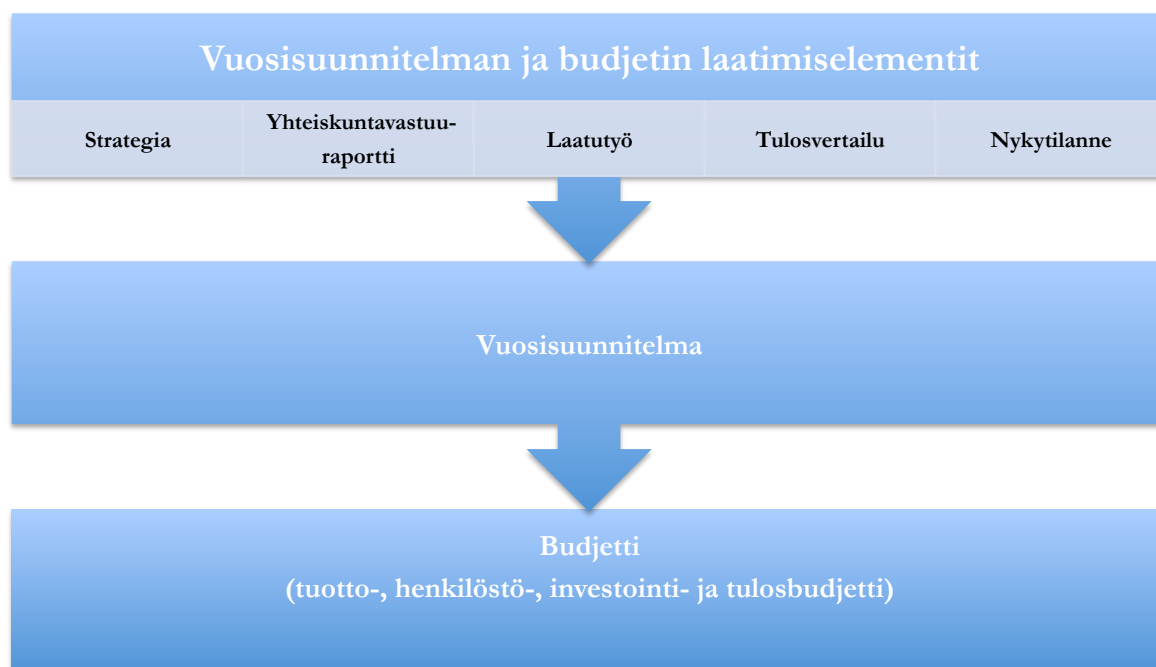 Vuosisuunnitelman ja budjetin laatimiselementit
Strategia
Yhteiskuntavastuu-
raportti
Laatutyö
Tulosvertailu
Nykytilanne
Vuosisuunnitelma
Budjetti
(tuotto-, henkilöstö-, investointi- ja tulosbudjetti)